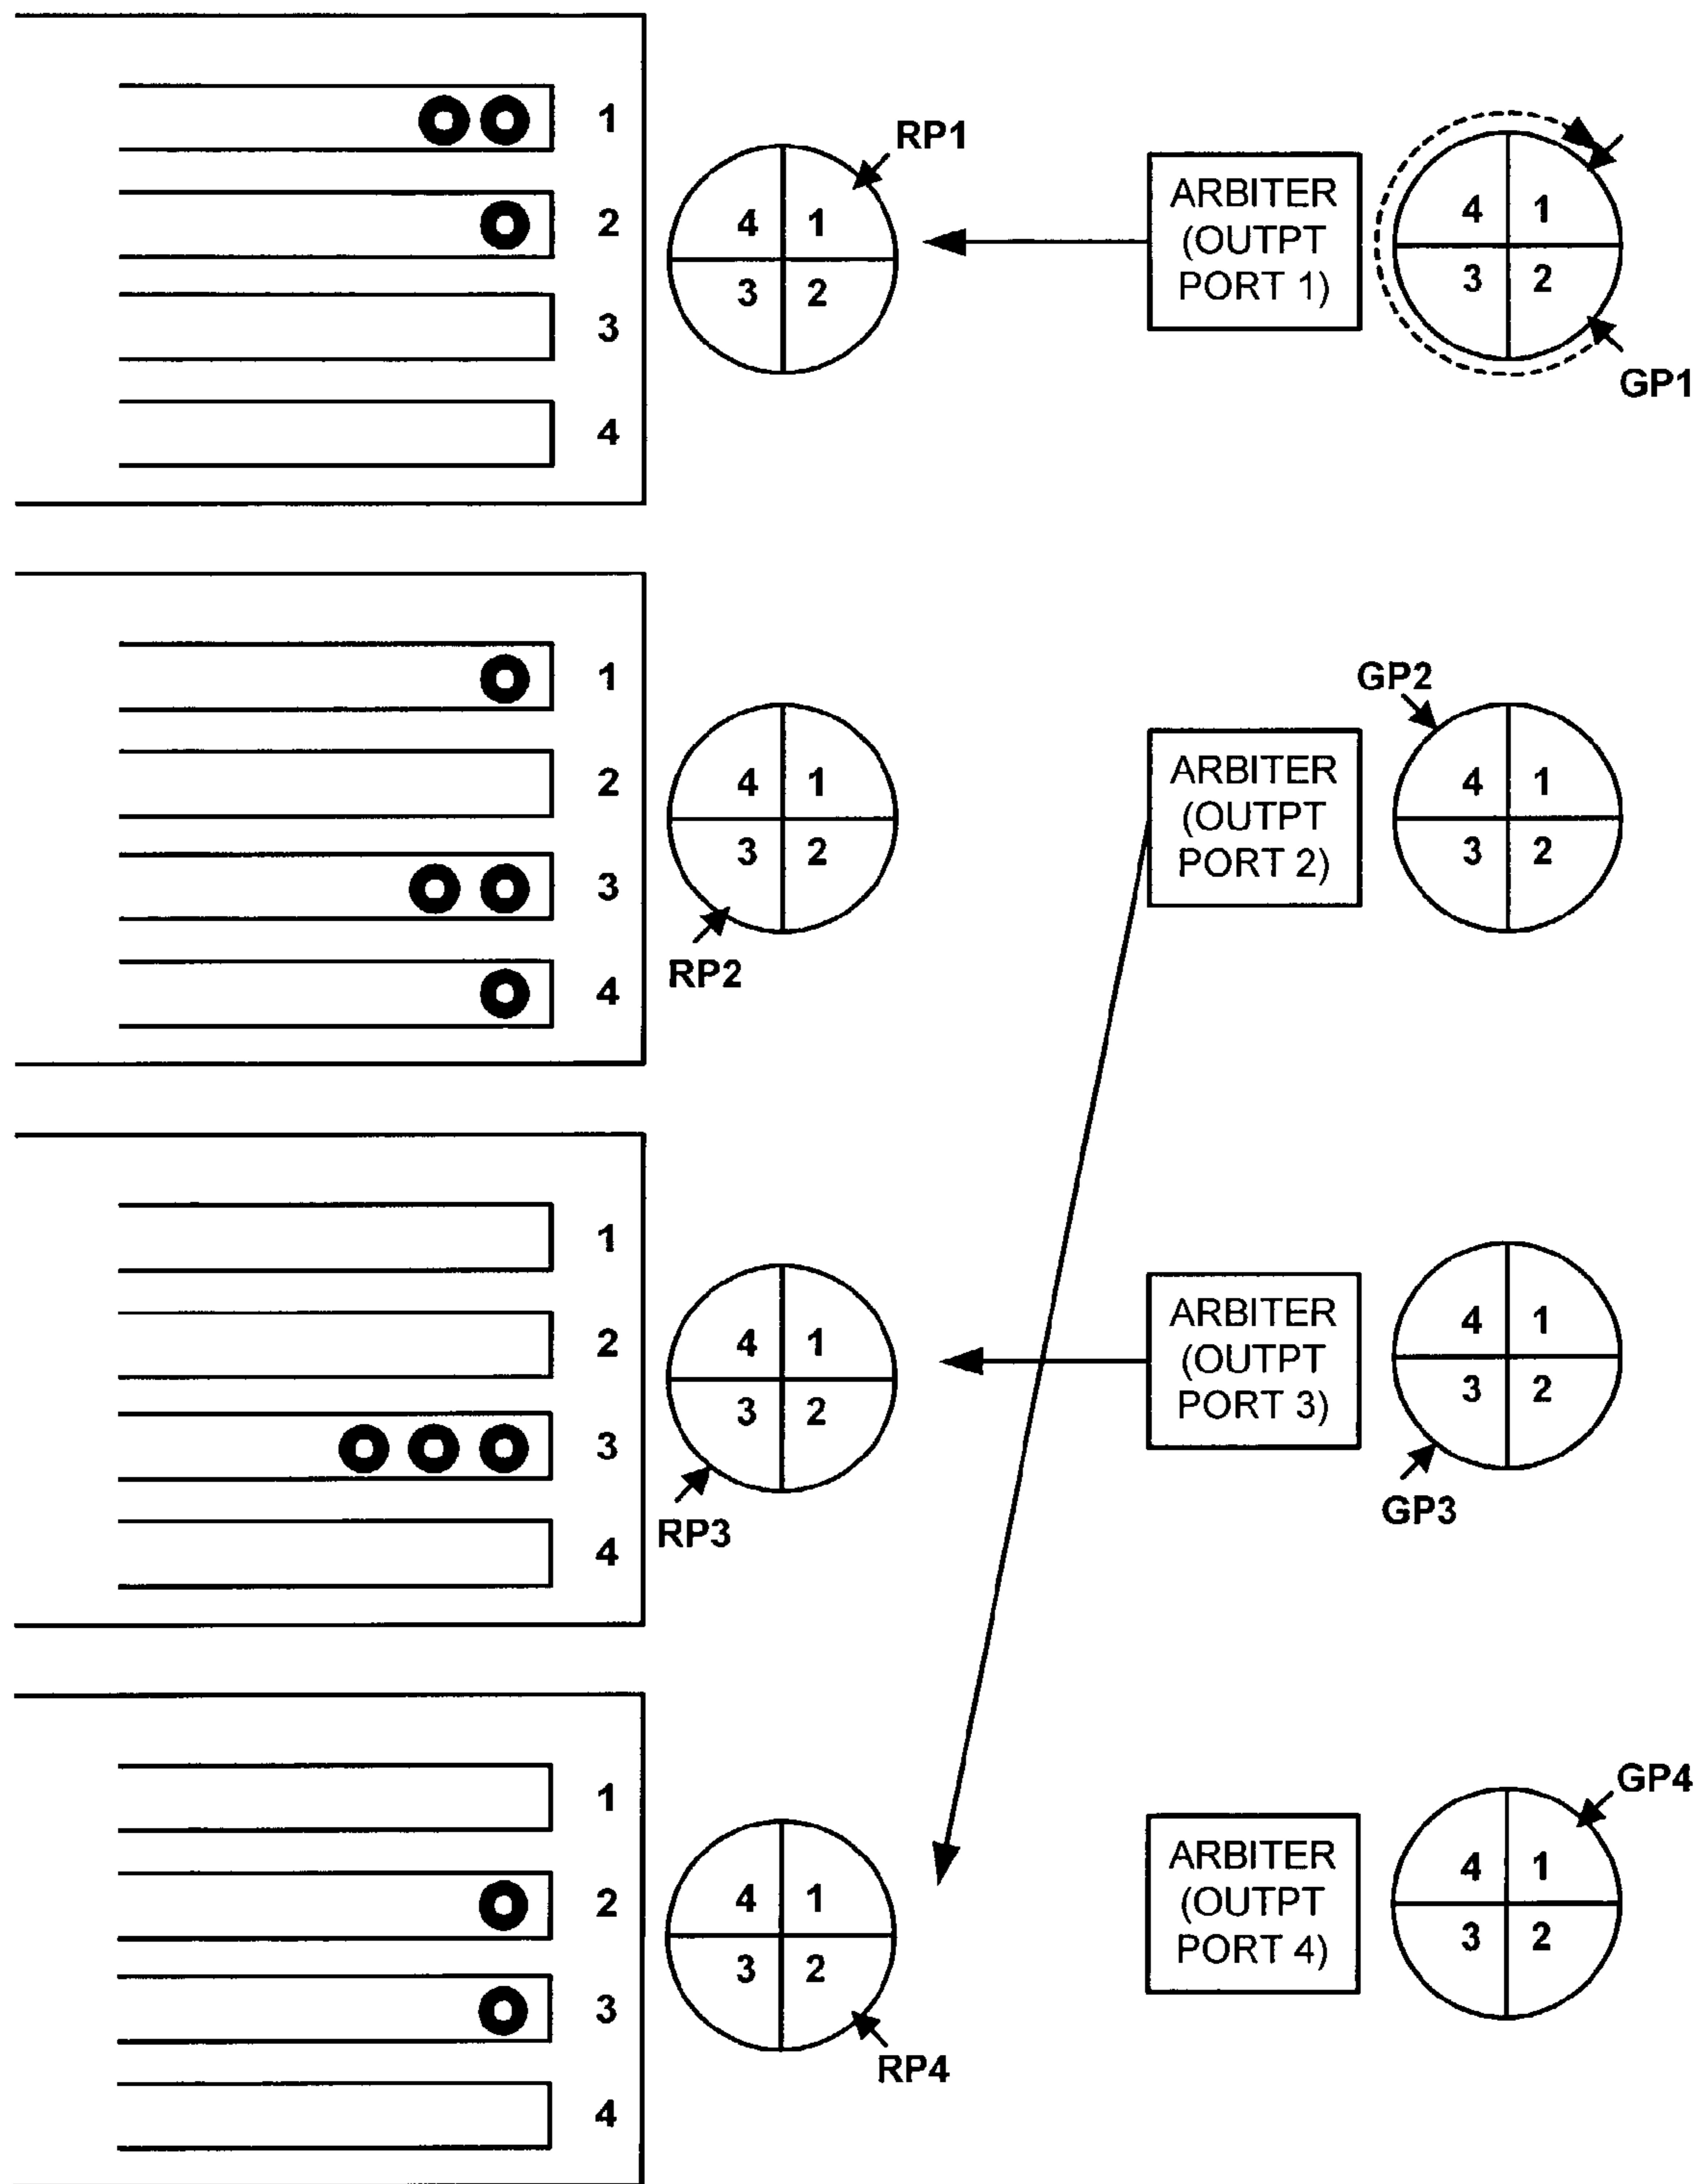 1
2
3
4
RP1
4 1
3 2
ARBITER
(OUTPT
PORT 1)
4 1
3 2
GP1
1
2
3
4
4 1
3 2
RP2
ARBITER
(OUTPT
PORT 2)
GP2
4 1
3 2
1
2
3
4
4 1
3 2
RP3
ARBITER
(OUTPT
PORT 3)
4 1
3 2
GP3
1
2
3
4
4 1
3 2
RP4
ARBITER
(OUTPT
PORT 4)
GP4
4 1
3 2